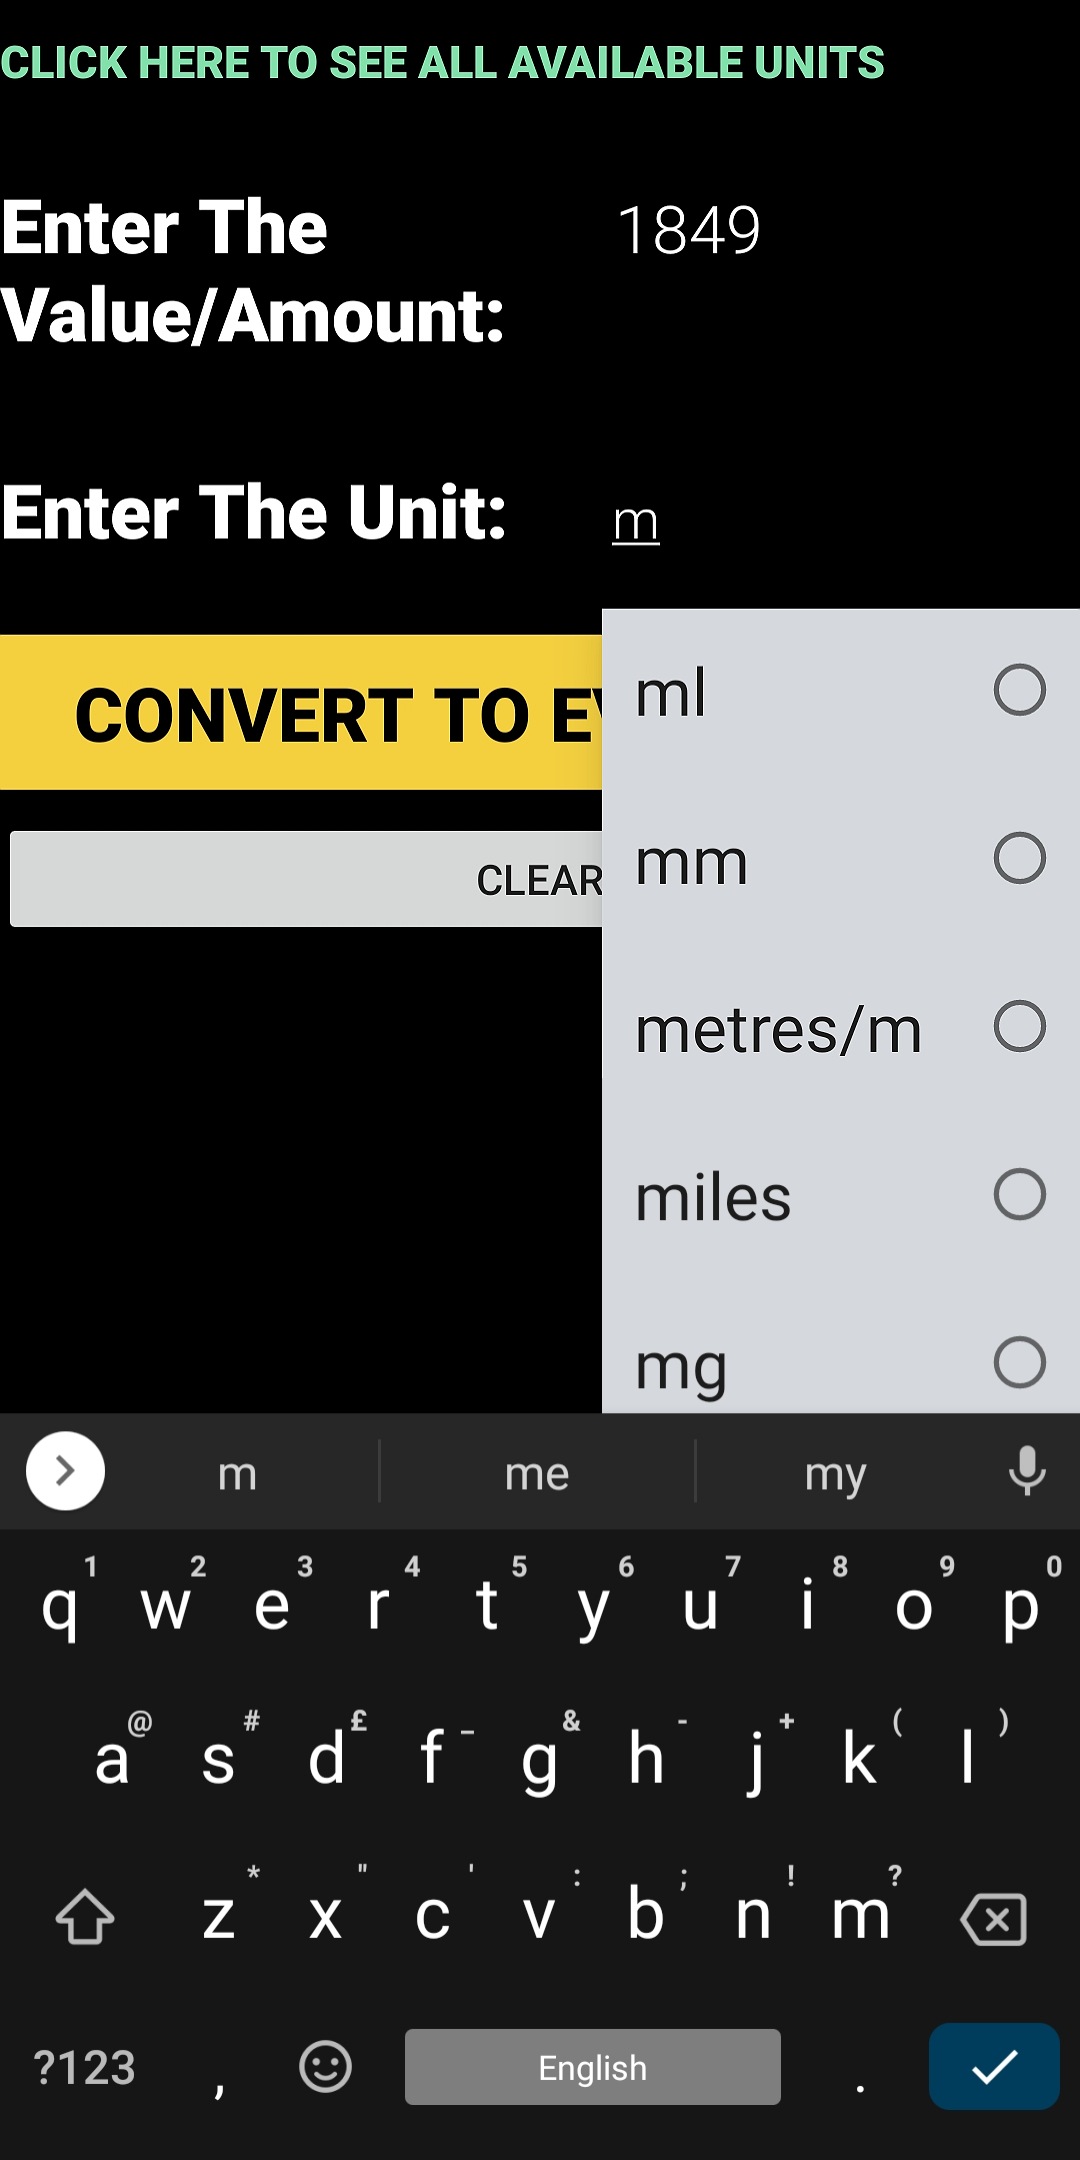 CLICK HERE TO SEE ALL AVAILABLE UNITS
Enter The
Value/Amount:
1849
Enter The Unit:
m
CONVERT TO
CLEAR
ml
mm
metres/m
miles
mg
m me my
1 2 3 4 5 6 7 8 9 0
q w e r t y u i o p
@ # £ _ & - + ( )
a s d f g h j k l
* " ' : ; ! ?
z x c v b n m
?123 , English .